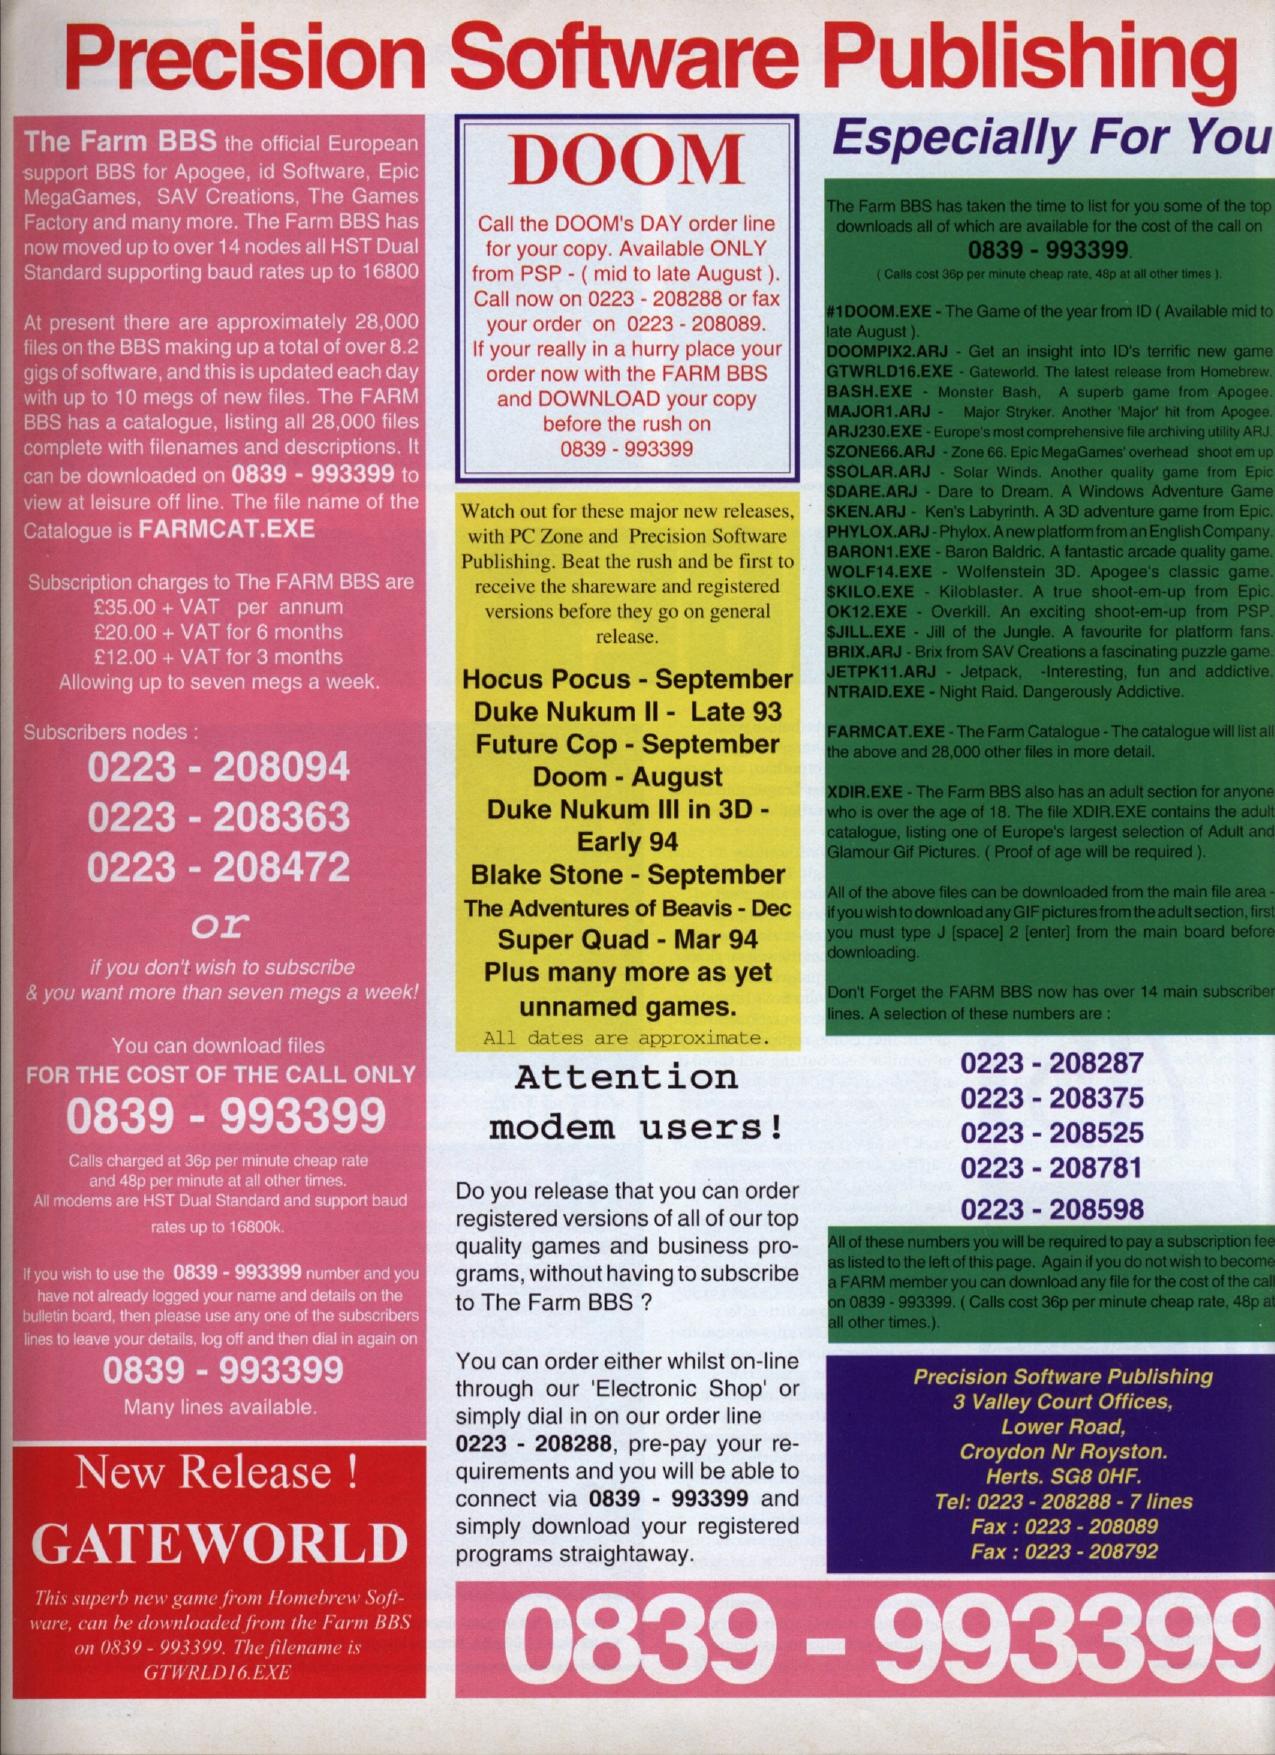 Precision Software Publishing
The Farm BBS the official European
support BBS for Apogee, id Software, Epic
MegaGames, SAV Creations, The Games
Factory and many more. The Farm BBS has
now moved up to over 14 nodes all HST Dual
Standard supporting baud rates up to 16800
At present there are approximately 28,000
files on the BBS making up a total of over 8.2
gigs of software, and this is updated each day
with up to 10 megs of new files. The FARM
BBS has a catalogue, listing all 28,000 files
complete with filenames and descriptions. It
can be downloaded on 0839 - 993399 to
view at leisure off line. The file name of the
Catalogue is FARMCAT.EXE
Subscription charges to The FARM BBS are
£35.00 + VAT per annum
£20.00 + VAT for 6 months
£12.00 + VAT for 3 months
Allowing up to seven megs a week.
Subscribers nodes :
0223 - 208094
0223 - 208363
0223 - 208472
or
if you don't wish to subscribe
& you want more than seven megs a week!
You can download files
FOR THE COST OF THE CALL ONLY
0839 - 993399
Calls charged at 36p per minute cheap rate
and 48p per minute at all other times.
All modems are HST Dual Standard and support baud
rates up to 16800k.
If you wish to use the 0839 - 993399 number and you
have not already logged your name and details on the
bulletin board, then please use any one of the subscribers
lines to leave your details, log off and then dial in again on
0839 - 993399
Many lines available.
New Release !
GATEWORLD
This superb new game from Homebrew Soft-
ware, can be downloaded from the Farm BBS
on 0839 - 993399. The filename is
GTWRLD16.EXE
DOOM
Call the DOOM's DAY order line
for your copy. Available ONLY
from PSP - ( mid to late August ).
Call now on 0223 - 208288 or fax
your order on 0223 - 208089.
If your really in a hurry place your
order now with the FARM BBS
and DOWNLOAD your copy
before the rush on
0839 - 993399
Watch out for these major new releases,
with PC Zone and Precision Software
Publishing. Beat the rush and be first to
receive the shareware and registered
versions before they go on general
release.
Hocus Pocus - September
Duke Nukum II - Late 93
Future Cop - September
Doom - August
Duke Nukum III in 3D -
Early 94
Blake Stone - September
The Adventures of Beavis - Dec
Super Quad - Mar 94
Plus many more as yet
unnamed games.
All dates are approximate.
Attention
modem users!
Do you release that you can order
registered versions of all of our top
quality games and business pro-
grams, without having to subscribe
to The Farm BBS ?
You can order either whilst on-line
through our 'Electronic Shop' or
simply dial in on our order line
0223 - 208288, pre-pay your re-
quirements and you will be able to
connect via 0839 - 993399 and
simply download your registered
programs straightaway.
Especially For You
The Farm BBS has taken the time to list for you some of the top
downloads all of which are available for the cost of the call on
0839 - 993399.
( Calls cost 36p per minute cheap rate, 48p at all other times ).
#1DOOM.EXE - The Game of the year from ID ( Available mid to
late August ).
DOOMPIX2.ARJ - Get an insight into ID's terrific new game
GTWRLD16.EXE - Gateworld. The latest release from Homebrew.
BASH.EXE - Monster Bash, A superb game from Apogee.
MAJOR1.ARJ - Major Stryker. Another 'Major' hit from Apogee.
ARJ230.EXE - Europe's most comprehensive file archiving utility ARJ.
$ZONE66.ARJ - Zone 66. Epic MegaGames' overhead shoot em up
$SOLAR.ARJ - Solar Winds. Another quality game from Epic
$DARE.ARJ - Dare to Dream. A Windows Adventure Game
$KEN.ARJ - Ken's Labyrinth. A 3D adventure game from Epic.
PHYLOX.ARJ - Phylox. A new platform from an English Company.
BARON1.EXE - Baron Baldric. A fantastic arcade quality game.
WOLF14.EXE - Wolfenstein 3D. Apogee's classic game.
$KILO.EXE - Kiloblaster. A true shoot-em-up from Epic.
OK12.EXE - Overkill. An exciting shoot-em-up from PSP.
$JILL.EXE - Jill of the Jungle. A favourite for platform fans.
BRIX.ARJ - Brix from SAV Creations a fascinating puzzle game.
JETPK11.ARJ - Jetpack, -Interesting, fun and addictive.
NTRAID.EXE - Night Raid. Dangerously Addictive.
FARMCAT.EXE - The Farm Catalogue - The catalogue will list all
the above and 28,000 other files in more detail.
XDIR.EXE - The Farm BBS also has an adult section for anyone
who is over the age of 18. The file XDIR.EXE contains the adult
catalogue, listing one of Europe's largest selection of Adult and
Glamour Gif Pictures. ( Proof of age will be required ).
All of the above files can be downloaded from the main file area -
if you wish to download any GIF pictures from the adult section, first
you must type J [space] 2 [enter] from the main board before
downloading.
Don't Forget the FARM BBS now has over 14 main subscriber
lines. A selection of these numbers are :
0223 - 208287
0223 - 208375
0223 - 208525
0223 - 208781
0223 - 208598
All of these numbers you will be required to pay a subscription fee
as listed to the left of this page. Again if you do not wish to become
a FARM member you can download any file for the cost of the call
on 0839 - 993399. ( Calls cost 36p per minute cheap rate, 48p at
all other times.).
Precision Software Publishing
3 Valley Court Offices,
Lower Road,
Croydon Nr Royston.
Herts. SG8 0HF.
Tel: 0223 - 208288 - 7 lines
Fax : 0223 - 208089
Fax : 0223 - 208792
0839 - 993399